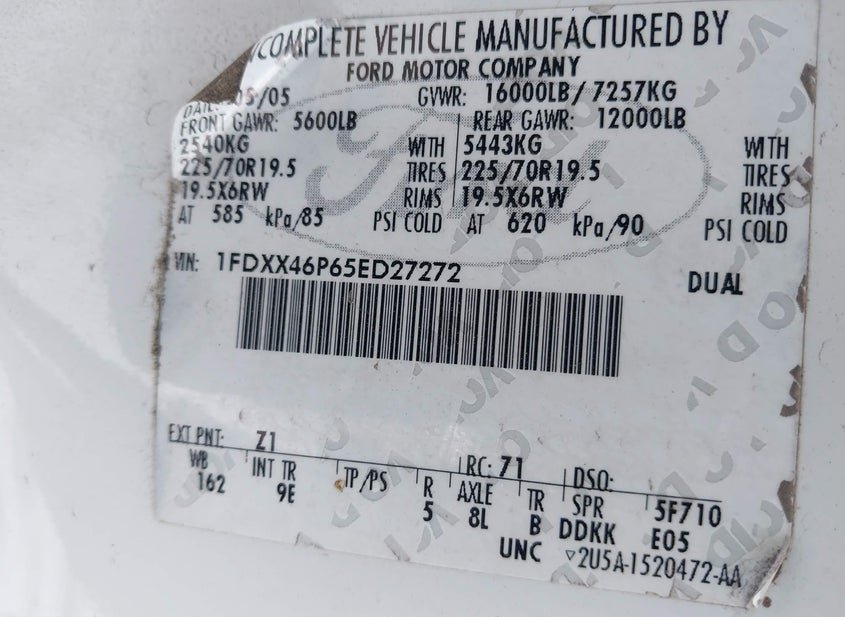 COMPLETE VEHICLE MANUFACTURED BY
FORD MOTOR COMPANY
05/05 GVWR: 16000LB / 7257KG
FRONT GAWR: 5600LB REAR GAWR: 12000LB
2540KG WITH 5443KG WITH
225/70R19.5 TIRES 225/70R19.5 TIRES
19.5X6RW RIMS 19.5X6RW RIMS
AT 585 kPa/85 PSI COLD AT 620 kPa/90 PSI COLD
VIN: 1FDXX46P65ED27272 DUAL
EXT PNT: Z1 RC: 71 DSO:
WB INT TR TP/PS R AXLE TR SPR 5F710
162 9E 5 8L B DDKK E05
UNC 2U5A-1520472-AA